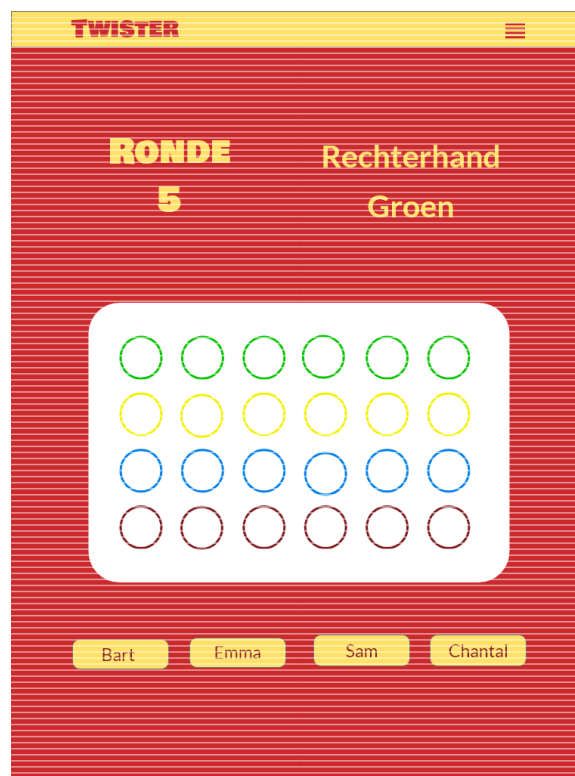 Twister
Ronde
5
Rechterhand
Groen
Bart
Emma
Sam
Chantal